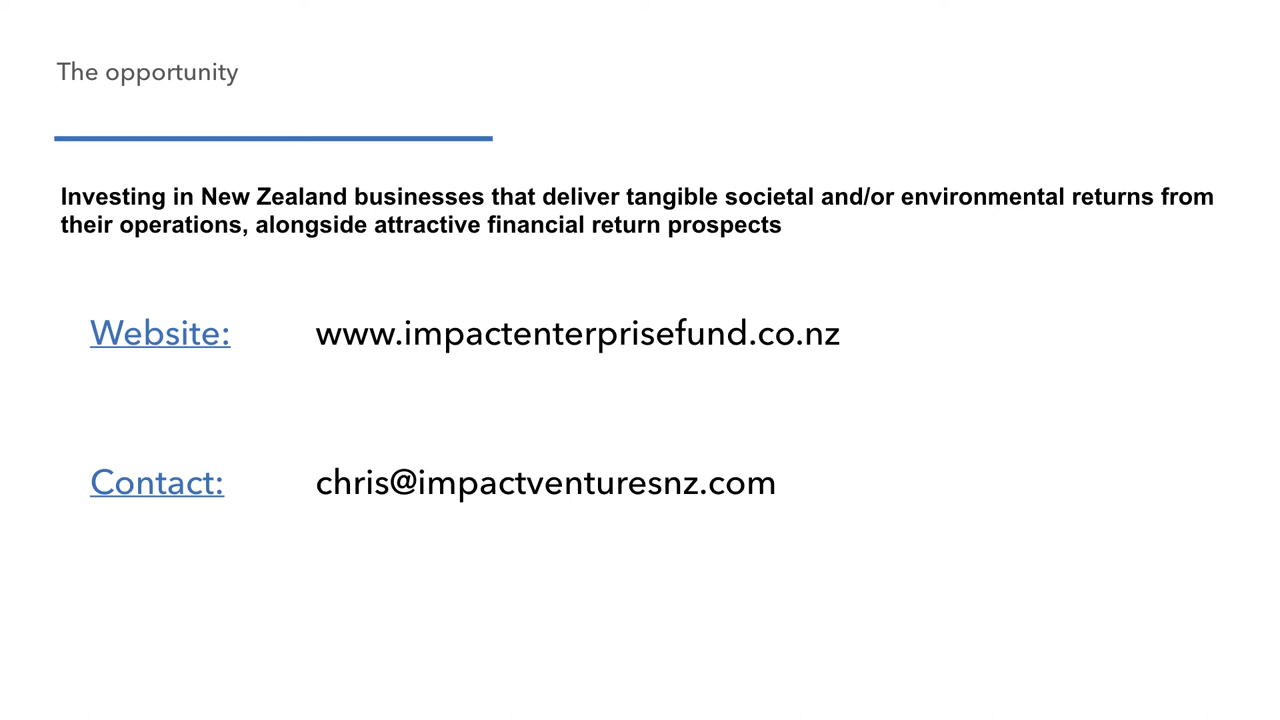 The opportunity
Investing in New Zealand businesses that deliver tangible societal and/or environmental returns from
their operations, alongside attractive financial return prospects
Website: www.impactenterprisefund.co.nz
Contact: chris@impactventuresnz.com